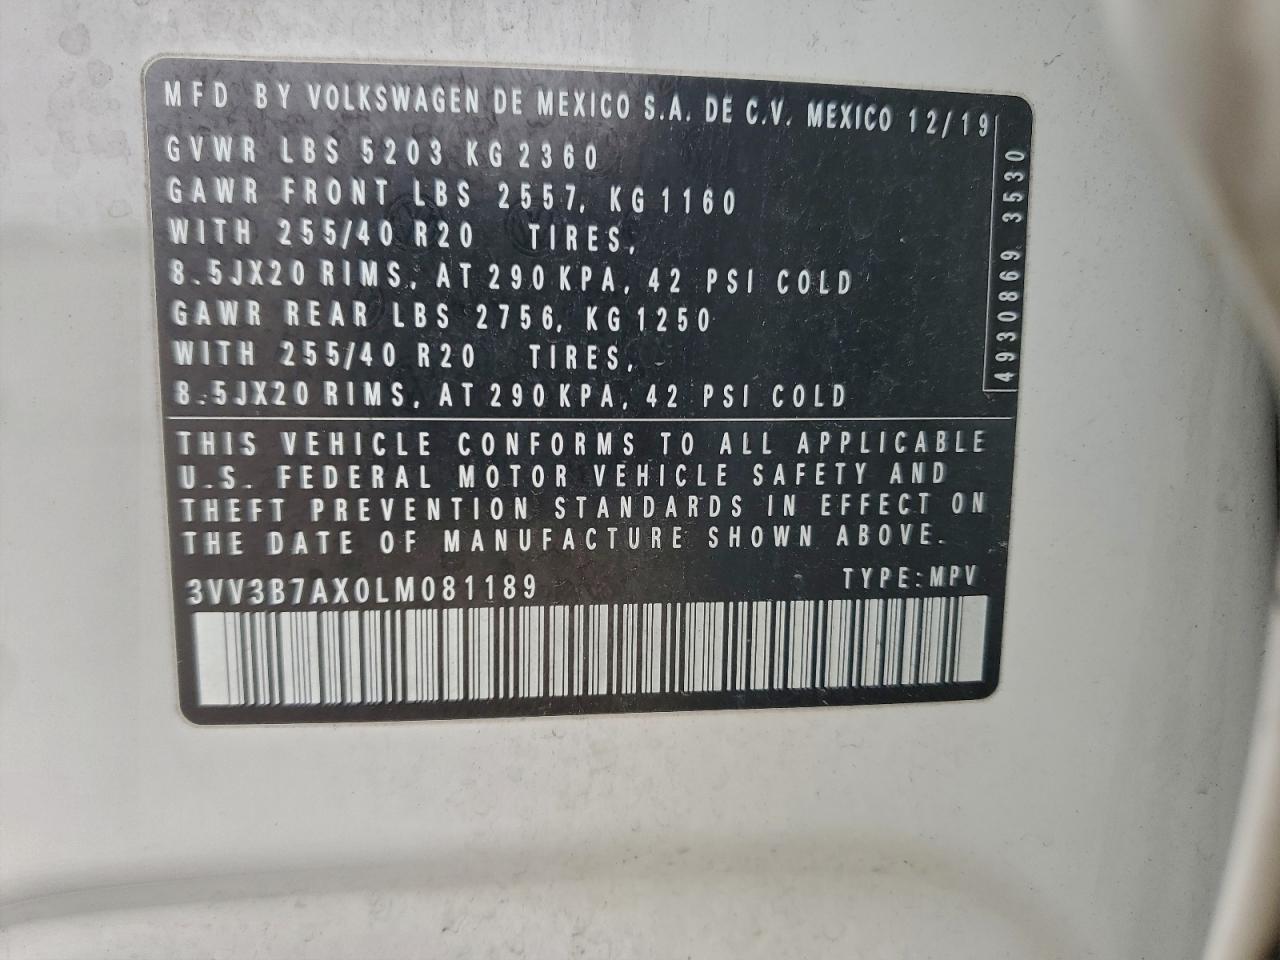 MFD BY VOLKSWAGEN DE MEXICO S.A. DE C.V. MEXICO 12/19
GVWR LBS 5203 KG 2360
GAWR FRONT LBS 2557, KG 1160
WITH 255/40 R20 TIRES,
8.5JX20 RIMS, AT 290 KPA, 42 PSI COLD
GAWR REAR LBS 2756, KG 1250
WITH 255/40 R20 TIRES,
8.5JX20 RIMS, AT 290 KPA, 42 PSI COLD
4930869 3530
THIS VEHICLE CONFORMS TO ALL APPLICABLE
U.S. FEDERAL MOTOR VEHICLE SAFETY AND
THEFT PREVENTION STANDARDS IN EFFECT ON
THE DATE OF MANUFACTURE SHOWN ABOVE.
3VV3B7AX0LM081189 TYPE: MPV